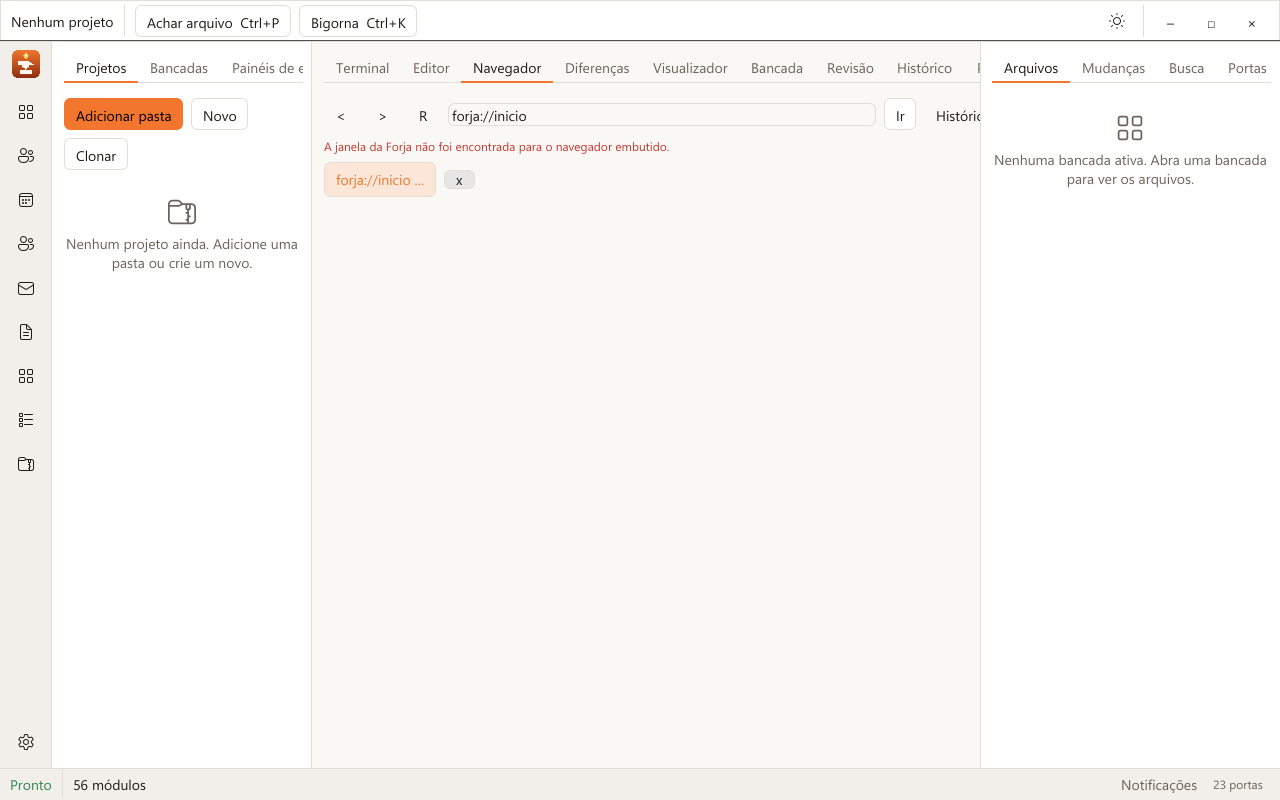 Nenhum projeto
Achar arquivo Ctrl+P
Bigorna Ctrl+K
Projetos Bancadas Painéis de e
Adicionar pasta Novo
Clonar
Nenhum projeto ainda. Adicione uma
pasta ou crie um novo.
Terminal Editor Navegador Diferenças Visualizador Bancada Revisão Histórico
< > R forja://inicio Ir Históric
A janela da Forja não foi encontrada para o navegador embutido.
forja://inicio ... x
Arquivos Mudanças Busca Portas
Nenhuma bancada ativa. Abra uma bancada
para ver os arquivos.
Pronto 56 módulos
Notificações 23 portas